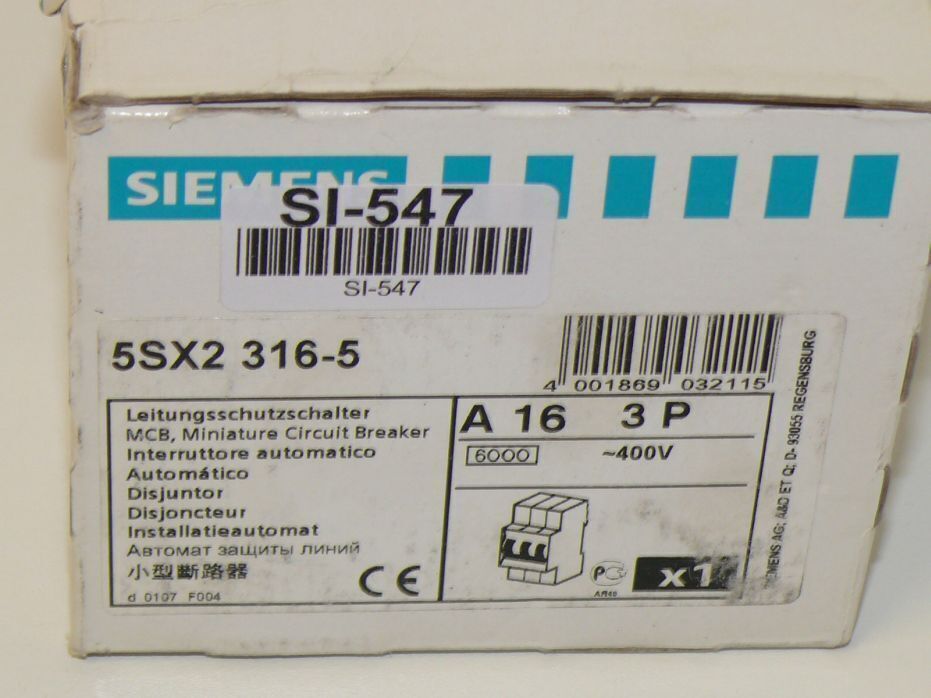 SIEMENS
SI-547
SI-547
5SX2 316-5
4 001869 032115
Leitungsschutzschalter
MCB, Miniature Circuit Breaker
Interruttore automatico
Automático
Disjuntor
Disjoncteur
Installatieautomat
Автомат защиты линий
小型斷路器
d 0107 F004
CE
A 16 3 P
6000 ~400V
x1
AG; A&D ET Q; D- 93055 REGENSBURG